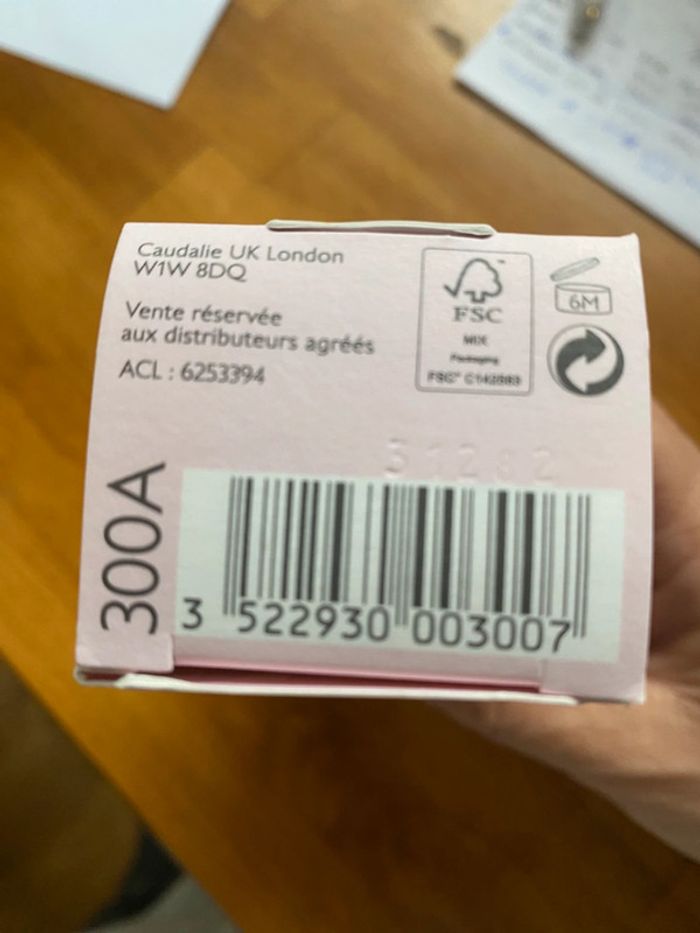 Caudalie UK London
W1W 8DQ
Vente réservée
aux distributeurs agréés
ACL : 6253394
FSC
MIX
Packaging
6M
300A
3 522930 003007